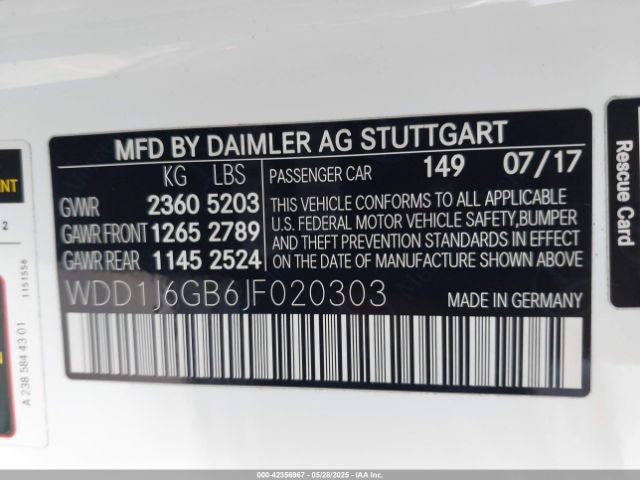 MFD BY DAIMLER AG STUTTGART
KG LBS
GVWR 2360 5203
GAWR FRONT 1265 2789
GAWR REAR 1145 2524
PASSENGER CAR 149 07/17
THIS VEHICLE CONFORMS TO ALL APPLICABLE
U.S. FEDERAL MOTOR VEHICLE SAFETY,BUMPER
AND THEFT PREVENTION STANDARDS IN EFFECT
ON THE DATE OF MANUFACTURE SHOWN ABOVE
WDD1J6GB6JF020303
MADE IN GERMANY
2
1151556
A 238 584 43 01
Rescue Card
000-42356967 - 05/28/2025 - IAA, Inc.